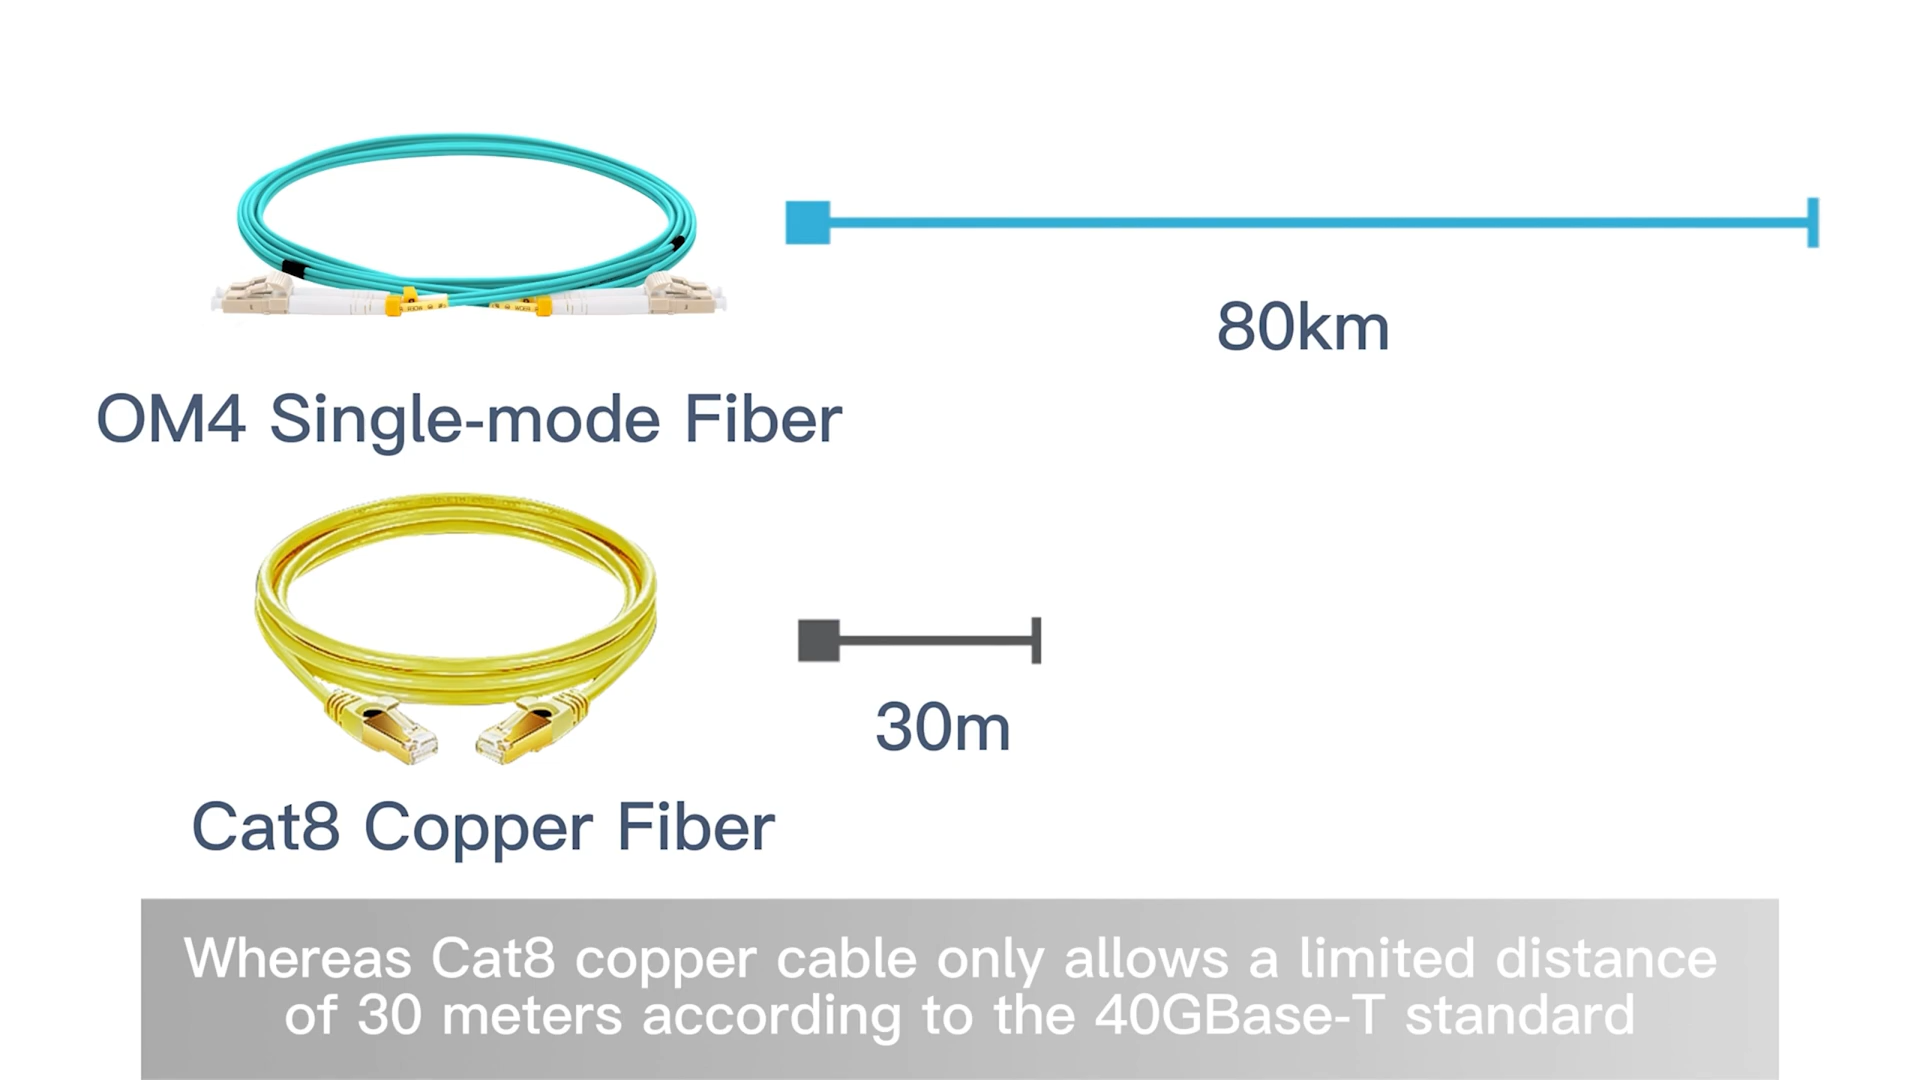 80km
OM4 Single-mode Fiber
30m
Cat8 Copper Fiber
Whereas Cat8 copper cable only allows a limited distance
of 30 meters according to the 40GBase-T standard